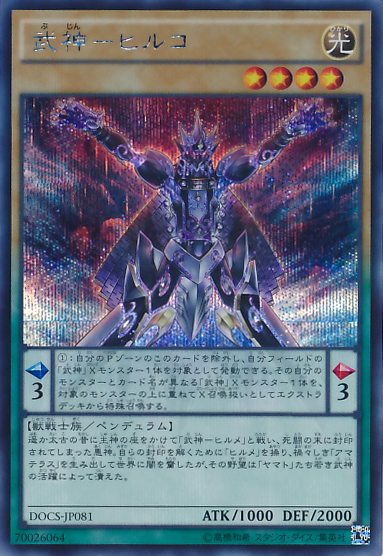 武神-ヒルコ
光
3
3
①:自分のPゾーンのこのカードを除外し、自分フィールドの
「武神」Xモンスター1体を対象として発動できる。その自分の
モンスターとカード名が異なる「武神」Xモンスター1体を、
対象のモンスターの上に重ねてX召喚扱いとしてエクストラ
デッキから特殊召喚する。
【獣戦士族/ペンデュラム】
遥か太古の昔に主神の座をかけて「武神-ヒルメ」と戦い、死闘の末に封印
されてしまった悪神。自らの封印を解くために「ヒルメ」を操り、禍々しき「アマ
テラス」を生み出して世界に闇を齎したが、その野望は「ヤマト」たち若き武神
の活躍によって潰えた。
DOCS-JP081
ATK/1000 DEF/2000
70026064
©高橋和希 スタジオ・ダイス/集英社